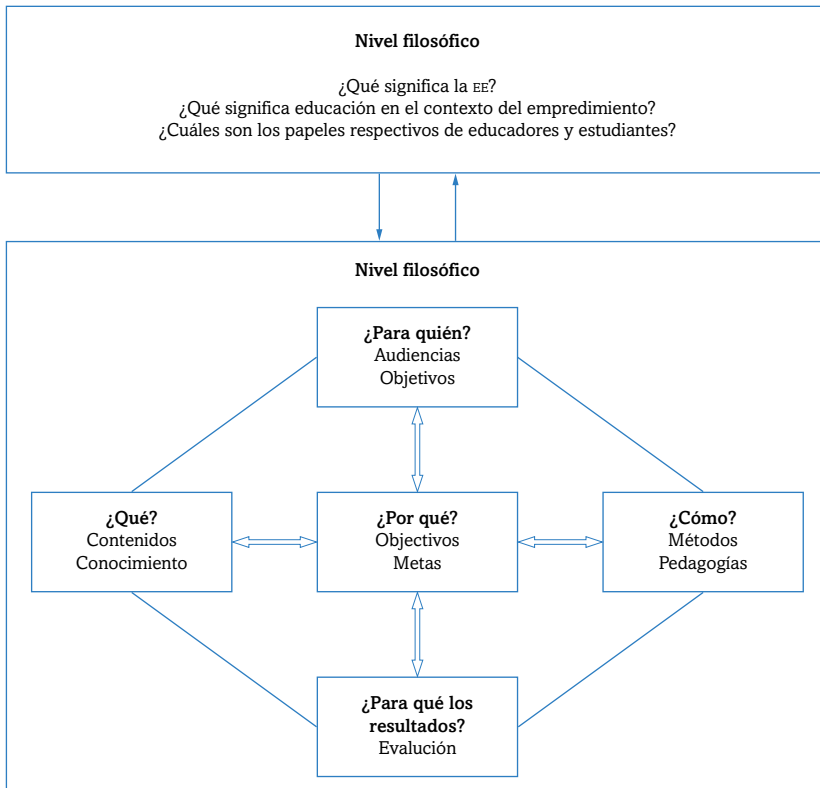 Nivel filosófico
¿Qué significa la EE?
¿Qué significa educación en el contexto del empredimiento?
¿Cuáles son los papeles respectivos de educadores y estudiantes?
Nivel filosófico
¿Para quién?
Audiencias
Objetivos
¿Qué?
Contenidos
Conocimiento
¿Por qué?
Objectivos
Metas
¿Cómo?
Métodos
Pedagogías
¿Para qué los
resultados?
Evalución